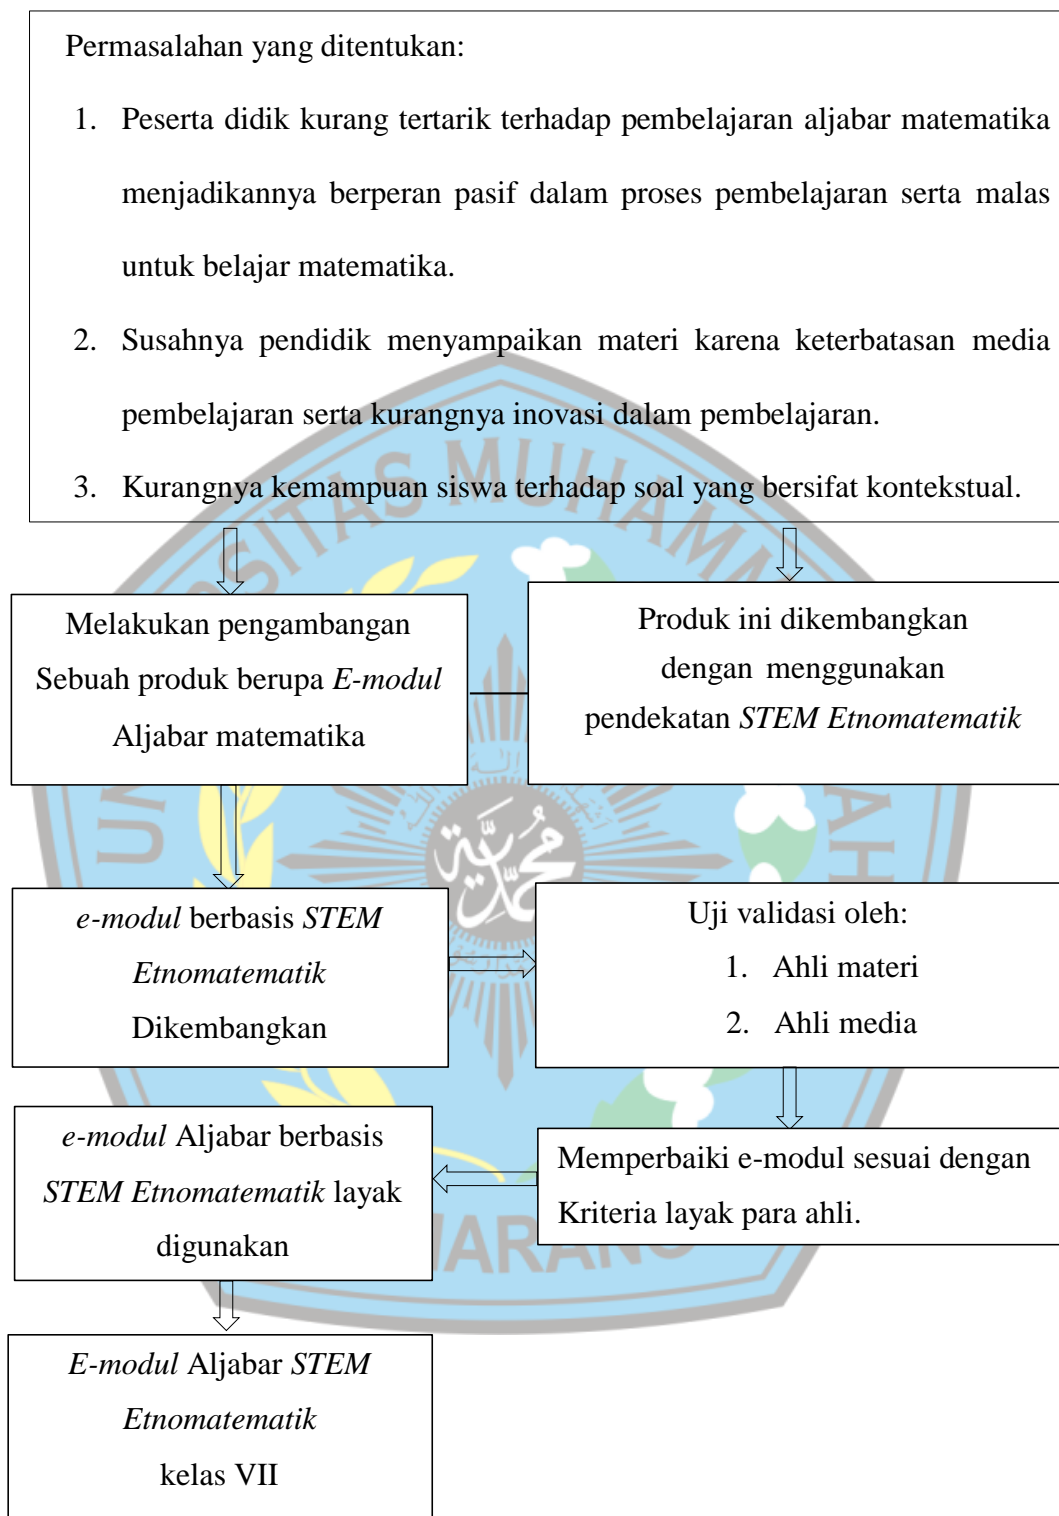 Permasalahan yang ditentukan:
1. Peserta didik kurang tertarik terhadap pembelajaran aljabar matematika
menjadikannya berperan pasif dalam proses pembelajaran serta malas
untuk belajar matematika.
2. Susahnya pendidik menyampaikan materi karena keterbatasan media
pembelajaran serta kurangnya inovasi dalam pembelajaran.
3. Kurangnya kemampuan siswa terhadap soal yang bersifat kontekstual.
Melakukan pengambangan
Sebuah produk berupa E-modul
Aljabar matematika
Produk ini dikembangkan
dengan menggunakan
pendekatan STEM Etnomatematik
e-modul berbasis STEM
Etnomatematik
Dikembangkan
Uji validasi oleh:
1. Ahli materi
2. Ahli media
e-modul Aljabar berbasis
STEM Etnomatematik layak
digunakan
Memperbaiki e-modul sesuai dengan
Kriteria layak para ahli.
E-modul Aljabar STEM
Etnomatematik
kelas VII